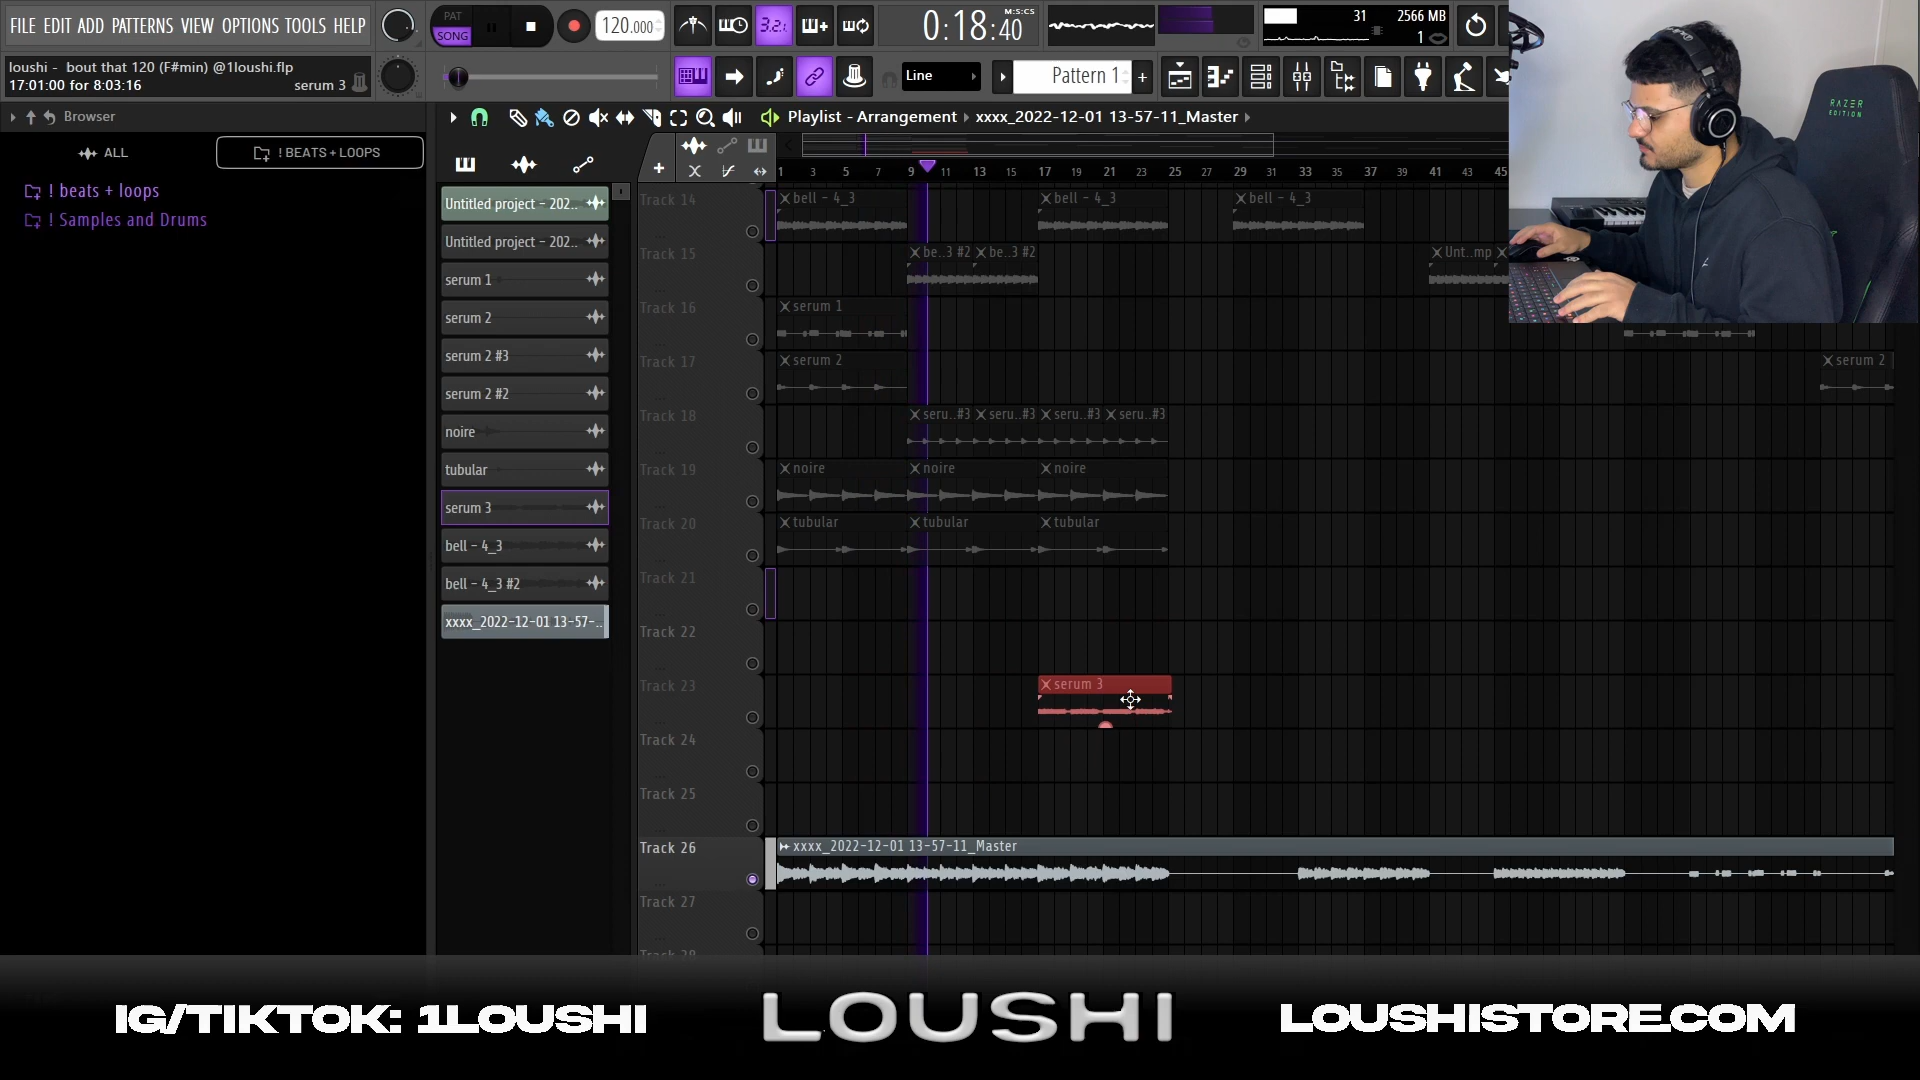 FILE EDIT ADD PATTERNS VIEW OPTIONS TOOLS HELP
PAT
SONG
120.000
3.2.1
0:18:40
M:S:CS
31
2566 MB
1
loushi - bout that 120 (F#min) @1loushi.flp
17:01:00 for 8:03:16
serum 3
Line
Pattern 1
+
Browser
Playlist - Arrangement
xxxx_2022-12-01 13-57-11_Master
ALL
! BEATS + LOOPS
! beats + loops
! Samples and Drums
1 3 5 7 9 11 13 15 17 19 21 23 25 27 29 31 33 35 37 39 41 43 45
Untitled project - 202..
Untitled project - 202..
serum 1
serum 2
serum 2 #3
serum 2 #2
noire
tubular
serum 3
bell - 4_3
bell - 4_3 #2
xxxx_2022-12-01 13-57-..
Track 14
bell - 4_3
bell - 4_3
bell - 4_3
Track 15
be..3 #2
be..3 #2
Unt..mp
Track 16
serum 1
Track 17
serum 2
serum 2
Track 18
seru..#3
seru..#3
seru..#3
seru..#3
Track 19
noire
noire
noire
Track 20
tubular
tubular
tubular
Track 21
Track 22
Track 23
serum 3
Track 24
Track 25
Track 26
xxxx_2022-12-01 13-57-11_Master
Track 27
RAZER
EDITION
IG/TIKTOK: 1LOUSHI
LOUSHI
LOUSHISTORE.COM